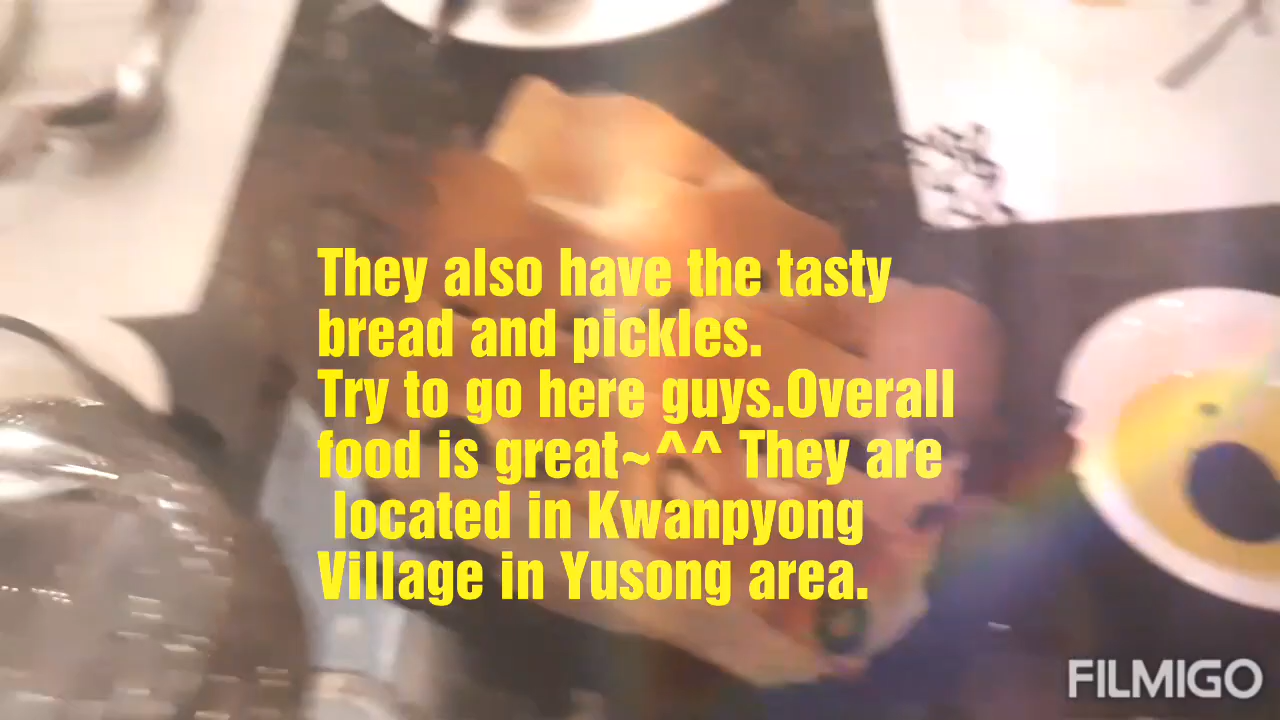 They also have the tasty
bread and pickles.
Try to go here guys.Overall
food is great~^^ They are
located in Kwanpyong
Village in Yusong area.
FILMIGO